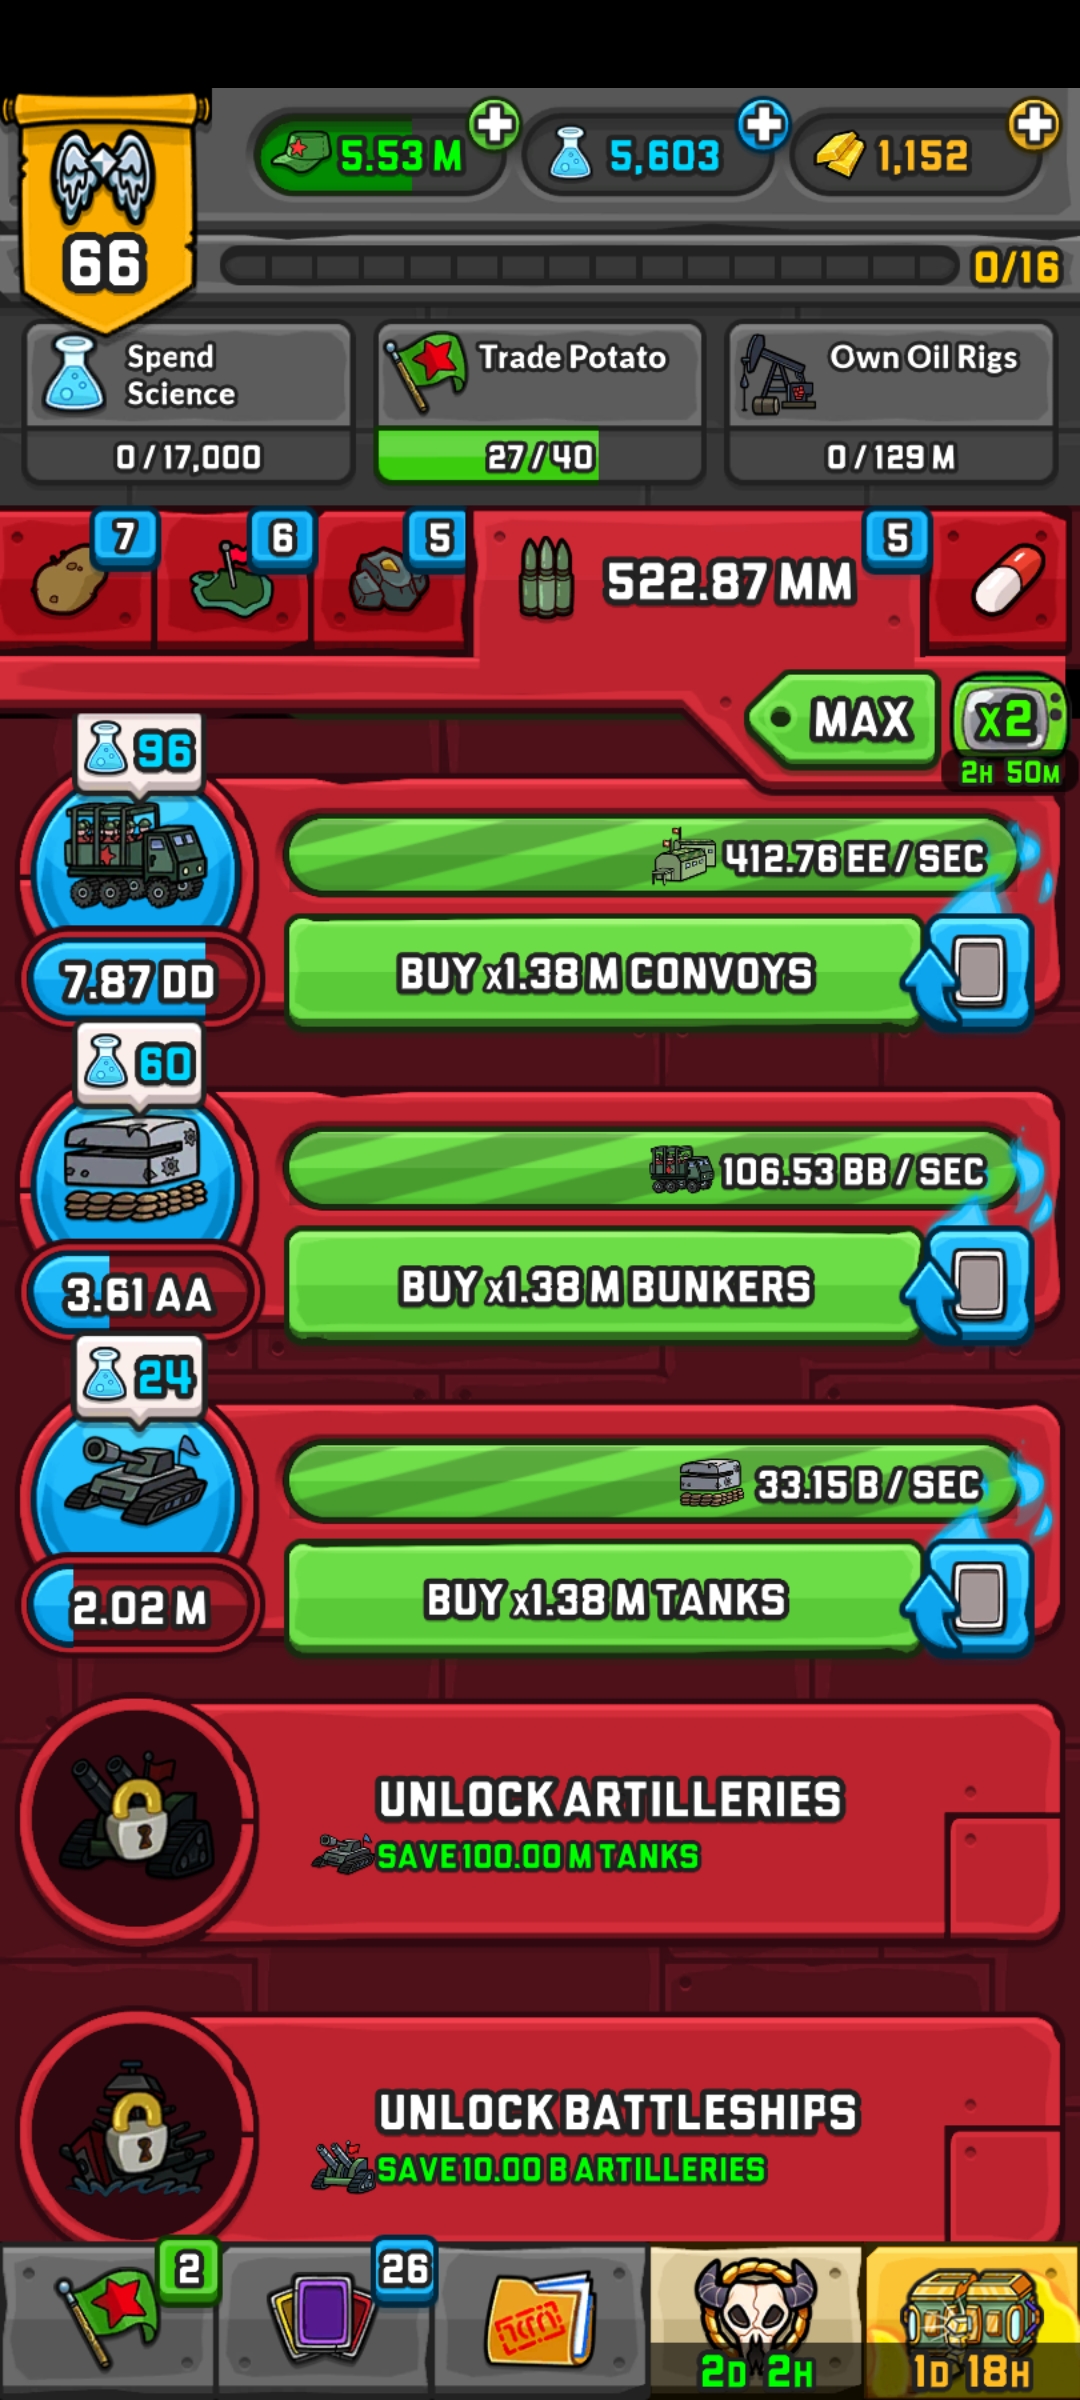 66
5.53 M
5,603
1,152
0/16
Spend
Science
0 / 17,000
Trade Potato
27 / 40
Own Oil Rigs
0 / 129 M
7
6
5
522.87 MM
5
MAX
x2
2H 50M
96
412.76 EE / SEC
7.87 DD
BUY x1.38 M CONVOYS
60
106.53 BB / SEC
3.61 AA
BUY x1.38 M BUNKERS
24
33.15 B / SEC
2.02 M
BUY x1.38 M TANKS
UNLOCK ARTILLERIES
SAVE 100.00 M TANKS
UNLOCK BATTLESHIPS
SAVE 10.00 B ARTILLERIES
2
26
2D 2H
1D 18H